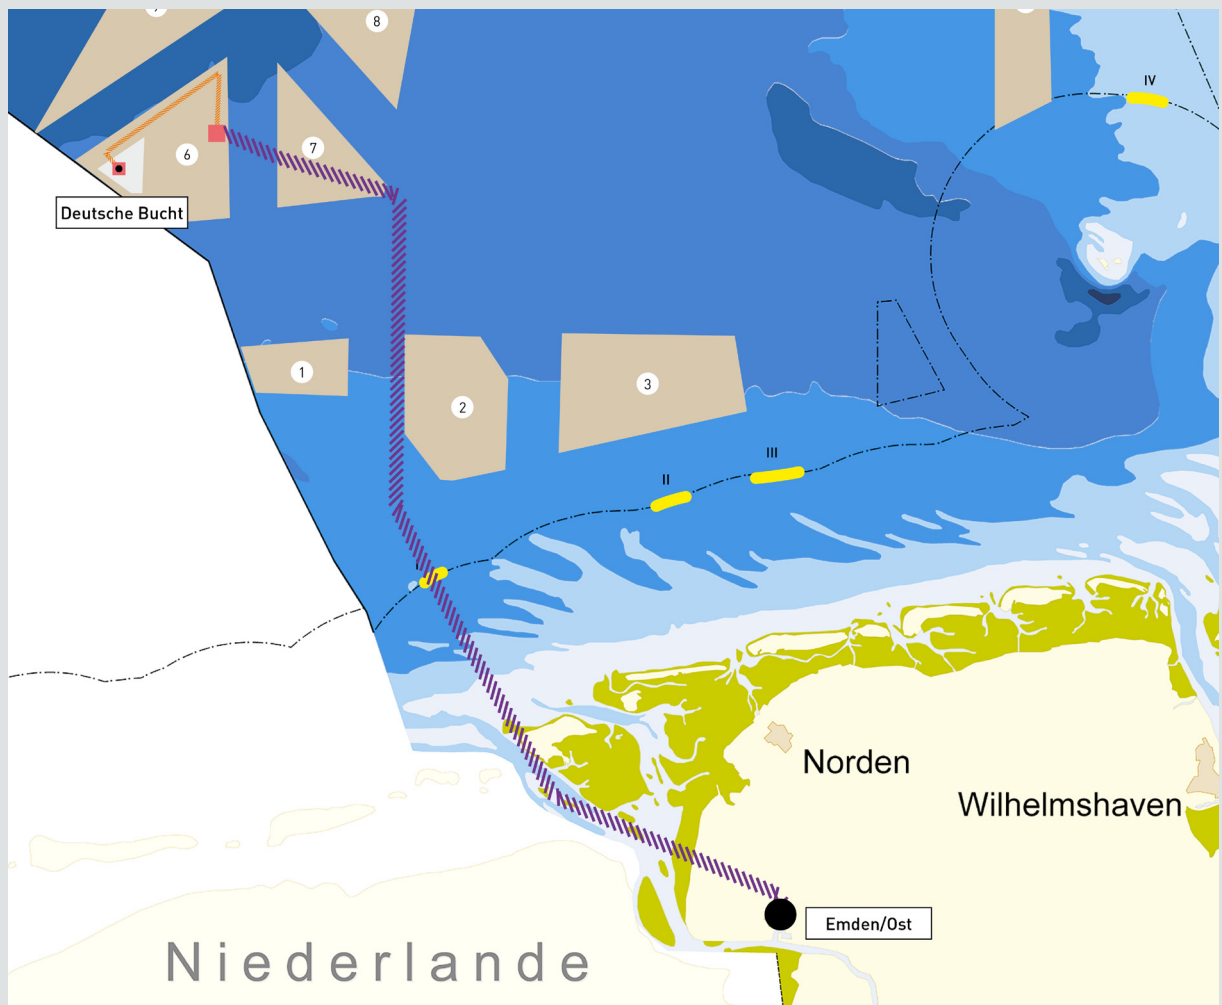 8
IV
6
7
Deutsche Bucht
1
2
3
III
II
I
Norden
Wilhelmshaven
Emden/Ost
Niederlande